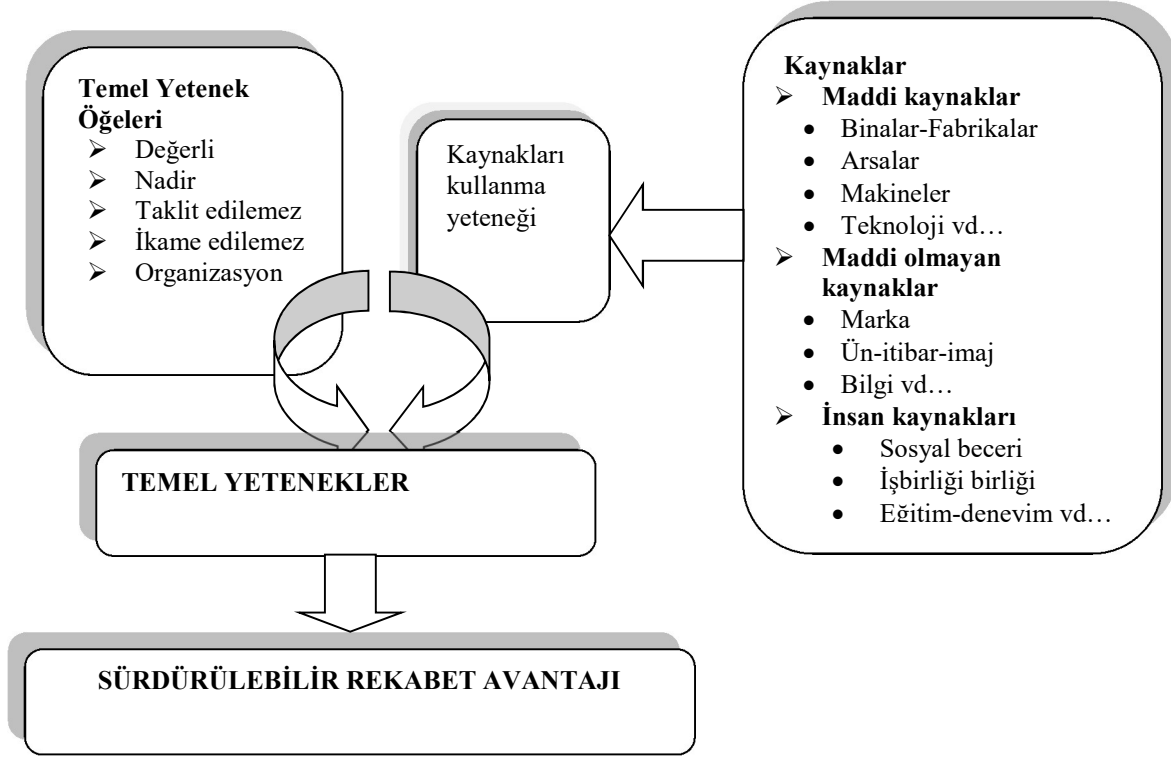 Temel Yetenek
Öğeleri
➢ Değerli
➢ Nadir
➢ Taklit edilemez
➢ İkame edilemez
➢ Organizasyon
Kaynakları
kullanma
yeteneği
Kaynaklar
➢ Maddi kaynaklar
• Binalar-Fabrikalar
• Arsalar
• Makineler
• Teknoloji vd…
➢ Maddi olmayan
kaynaklar
• Marka
• Ün-itibar-imaj
• Bilgi vd…
➢ İnsan kaynakları
• Sosyal beceri
• İşbirliği birliği
• Eğitim-denevim vd…
TEMEL YETENEKLER
SÜRDÜRÜLEBİLİR REKABET AVANTAJI